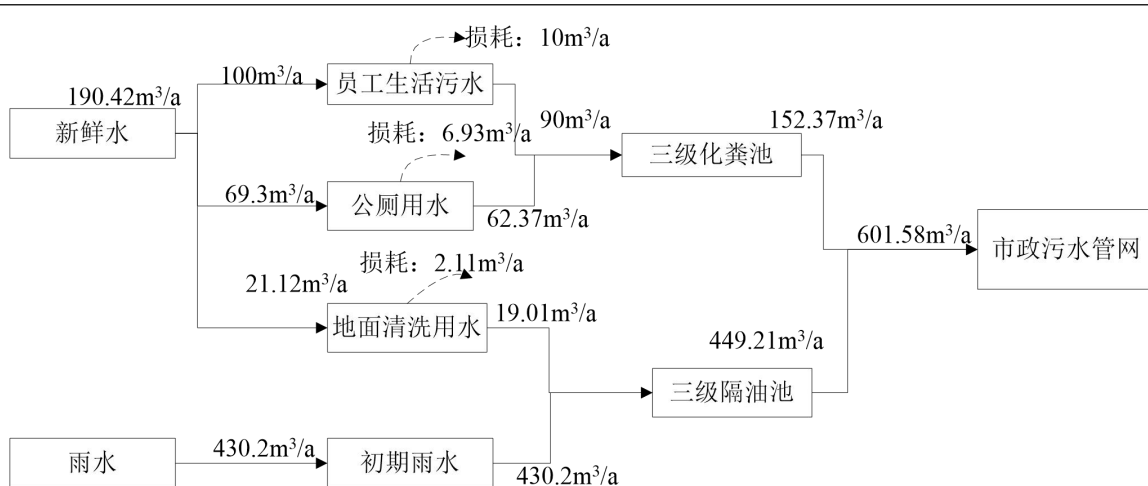 损耗：10m³/a
100m³/a
员工生活污水
190.42m³/a
新鲜水
损耗：6.93m³/a
90m³/a
152.37m³/a
三级化粪池
69.3m³/a
公厕用水
62.37m³/a
601.58m³/a
市政污水管网
损耗：2.11m³/a
21.12m³/a
地面清洗用水
19.01m³/a
449.21m³/a
三级隔油池
雨水
430.2m³/a
初期雨水
430.2m³/a